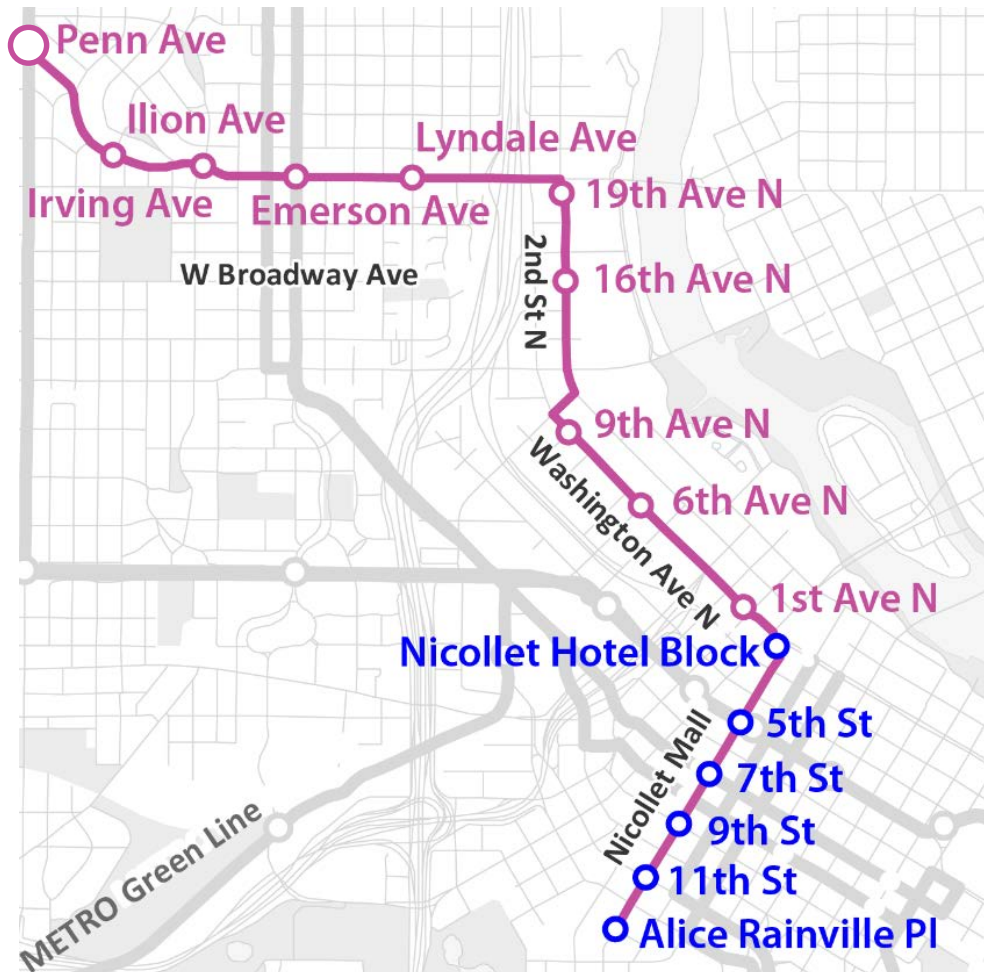 Penn Ave
Ilion Ave
Lyndale Ave
Irving Ave
Emerson Ave
19th Ave N
W Broadway Ave
2nd St N
16th Ave N
9th Ave N
Washington Ave N
6th Ave N
1st Ave N
Nicollet Hotel Block
Nicollet Mall
5th St
7th St
9th St
11th St
METRO Green Line
Alice Rainville Pl